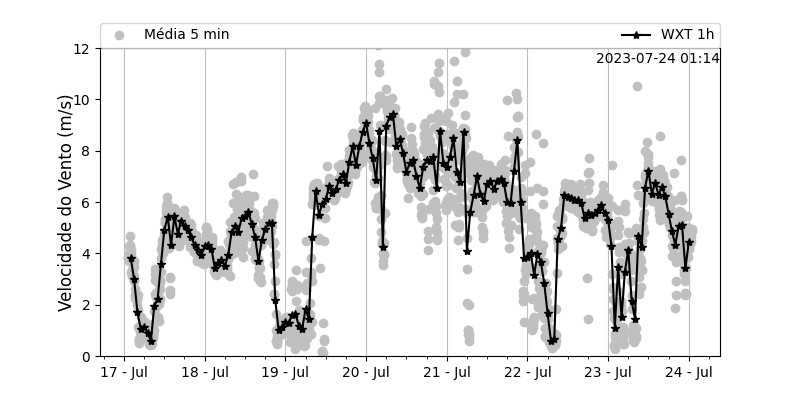 Média 5 min
WXT 1h
2023-07-24 01:14
Velocidade do Vento (m/s)
12
10
8
6
4
2
0
17 - Jul
18 - Jul
19 - Jul
20 - Jul
21 - Jul
22 - Jul
23 - Jul
24 - Jul